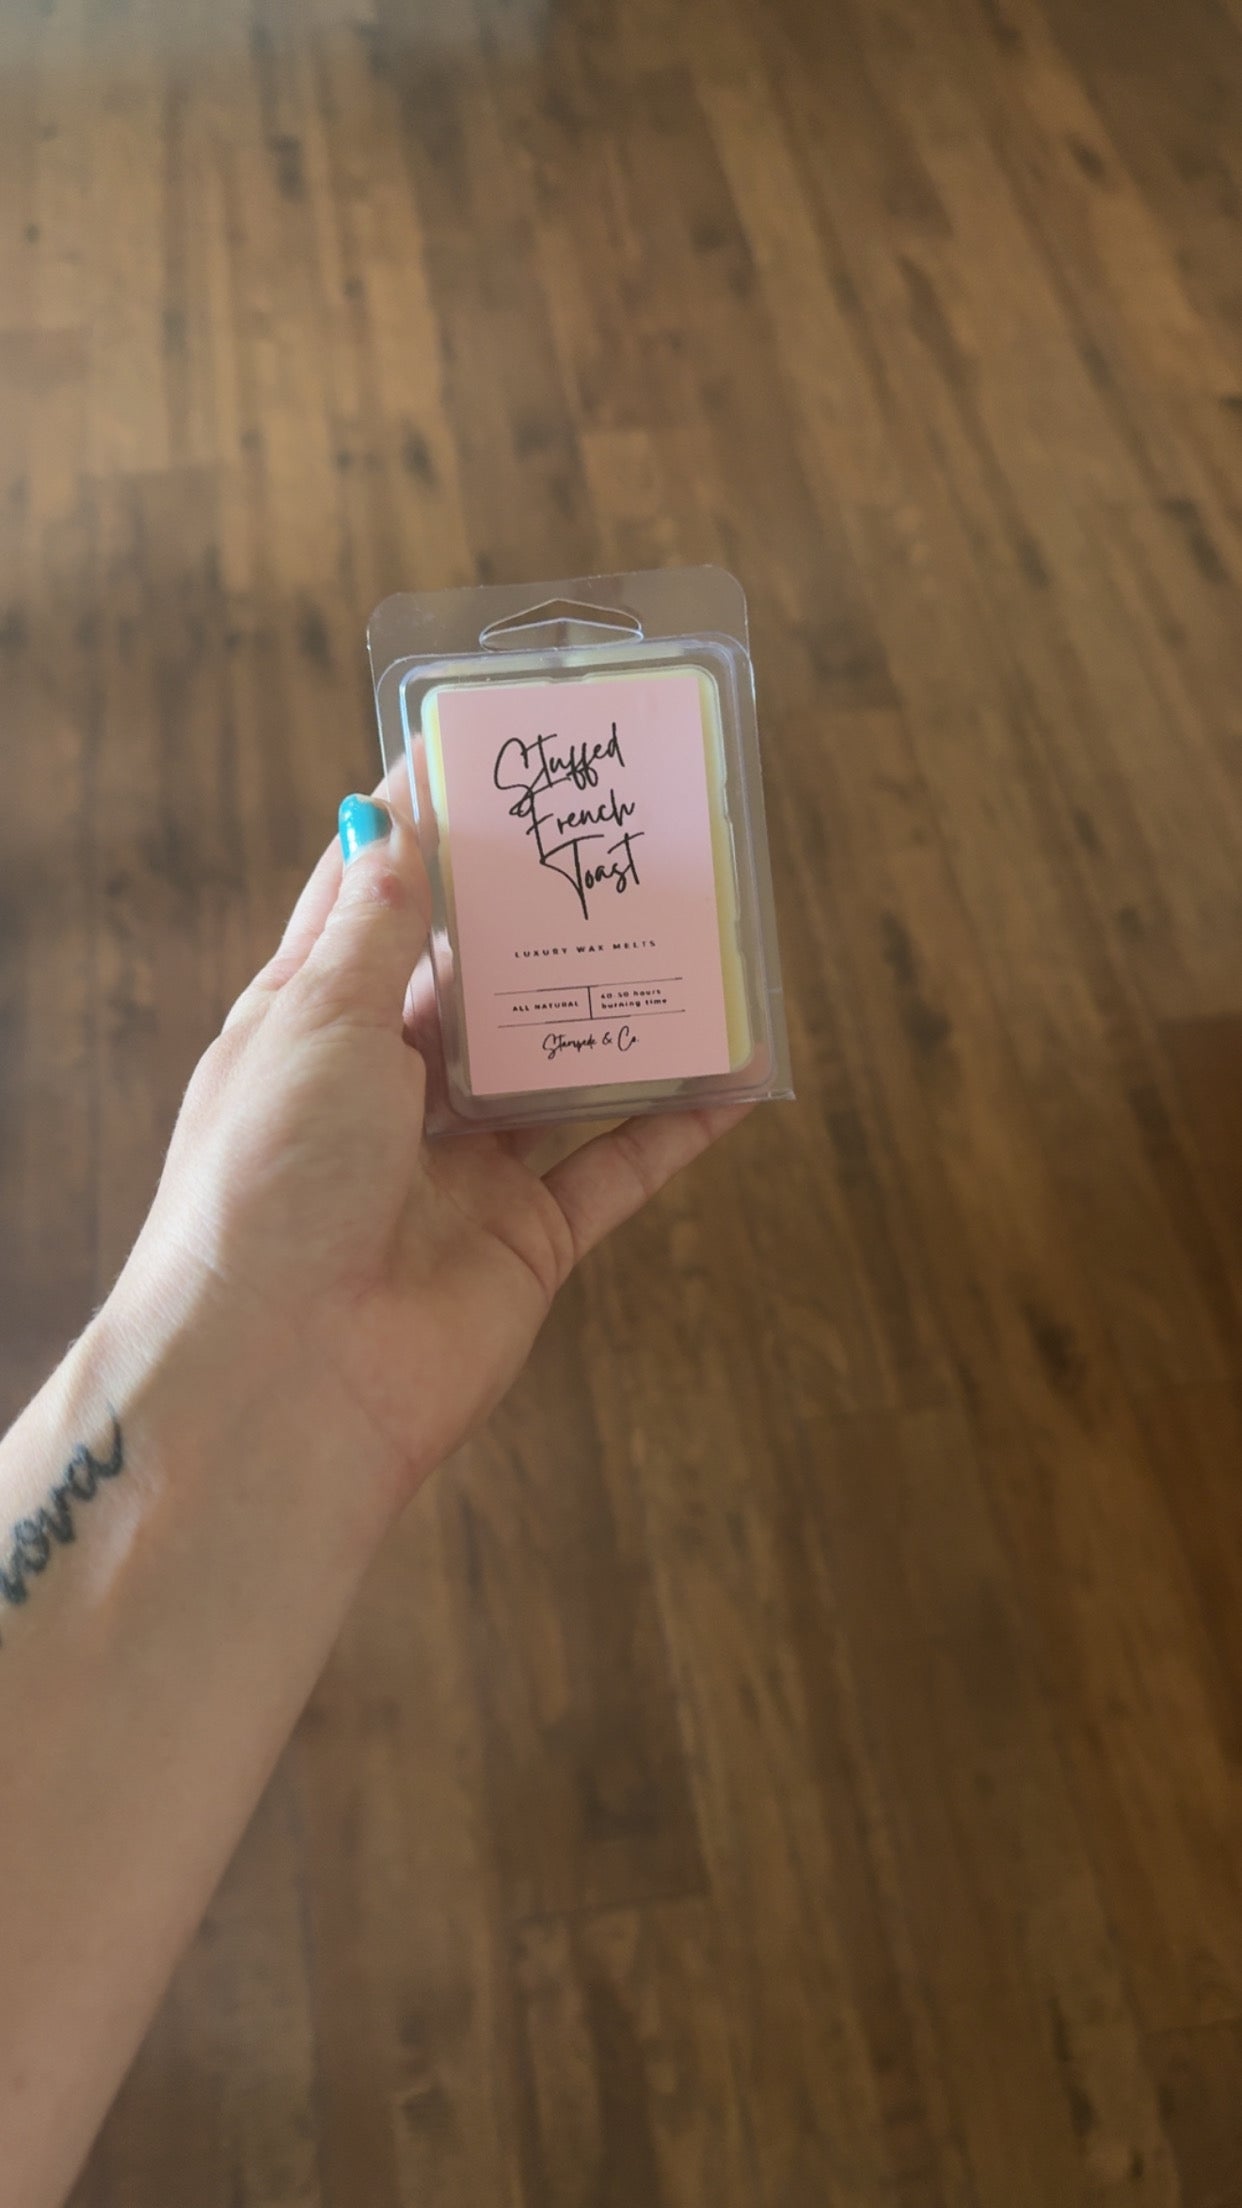 Stuffed
French
Toast
LUXURY WAX MELTS
ALL NATURAL
40-50 hours
burning time
Stampede & Co.